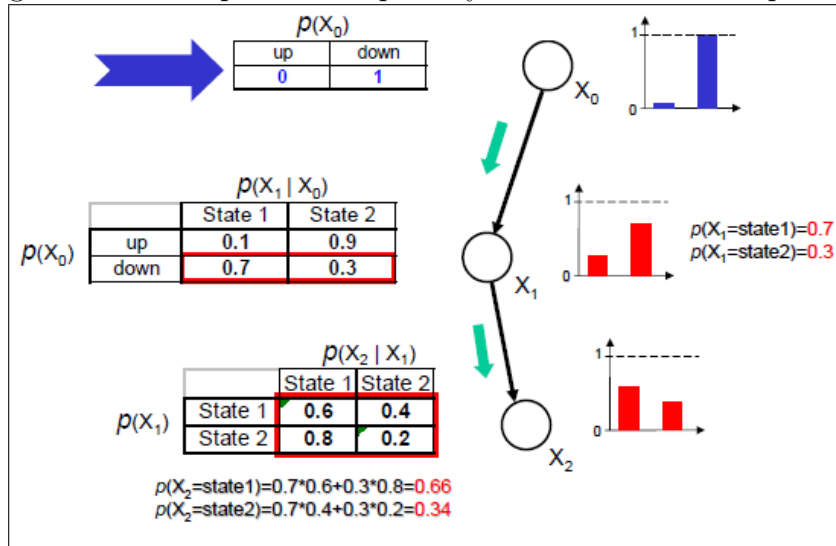 p(X0)
up down
0 1
X0
1
0
p(X1 | X0)
State 1 State 2
p(X0)
up 0.1 0.9
down 0.7 0.3
X1
1
0
p(X1=state1)=0.7
p(X1=state2)=0.3
p(X2 | X1)
State 1 State 2
p(X1)
State 1 0.6 0.4
State 2 0.8 0.2
X2
1
0
p(X2=state1)=0.7*0.6+0.3*0.8=0.66
p(X2=state2)=0.7*0.4+0.3*0.2=0.34